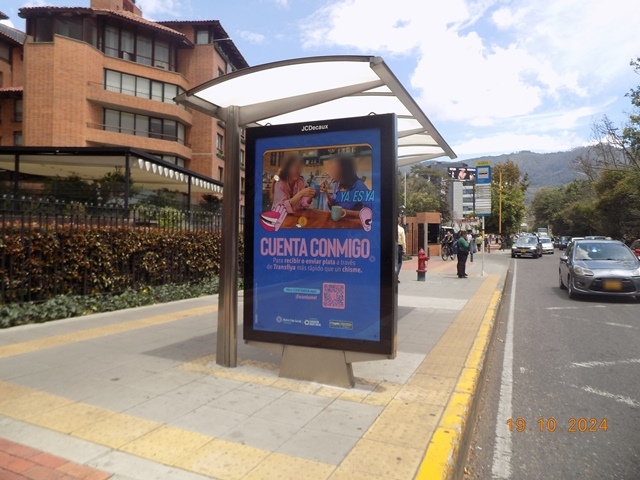 JCDecaux
YA ES YA
CUENTA CONMIGO
Para recibir o enviar plata a través
de Transfiya más rápido que un chisme.
19.10.2024